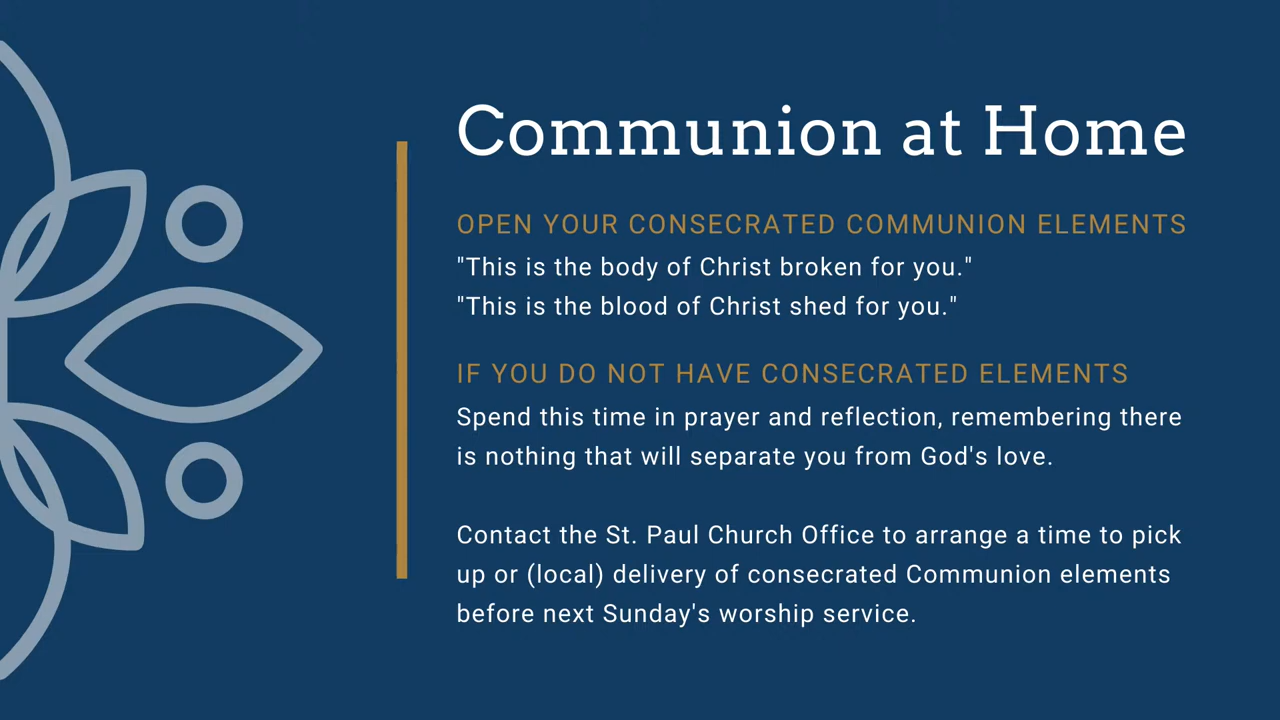 Communion at Home
OPEN YOUR CONSECRATED COMMUNION ELEMENTS
"This is the body of Christ broken for you."
"This is the blood of Christ shed for you."
IF YOU DO NOT HAVE CONSECRATED ELEMENTS
Spend this time in prayer and reflection, remembering there
is nothing that will separate you from God's love.
Contact the St. Paul Church Office to arrange a time to pick
up or (local) delivery of consecrated Communion elements
before next Sunday's worship service.